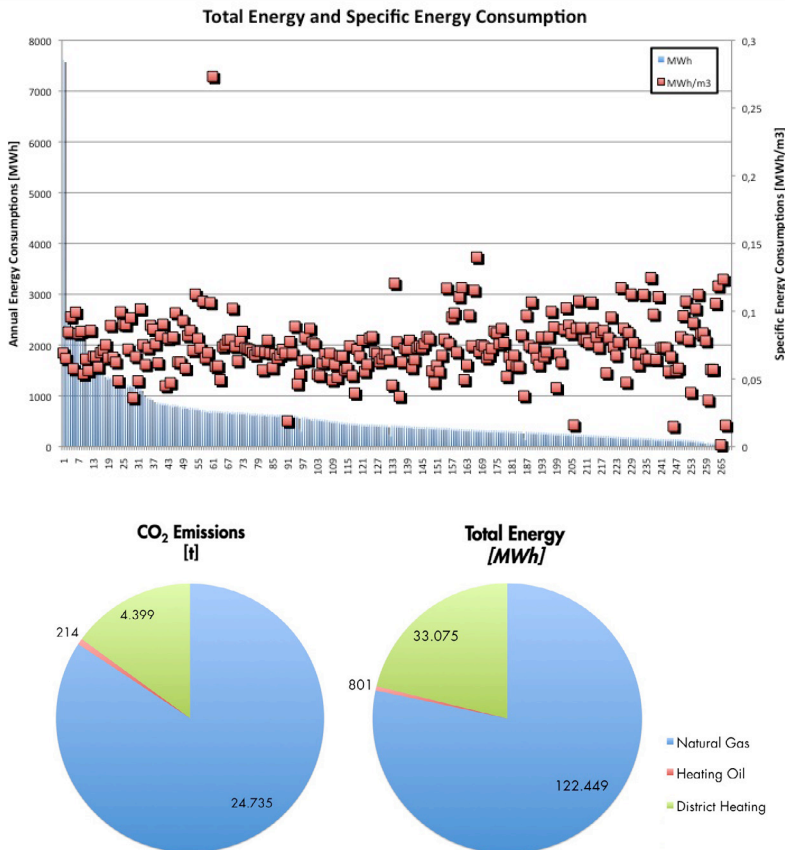 Total Energy and Specific Energy Consumption
8000
7000
6000
5000
4000
3000
2000
1000
0
Annual Energy Consumptions [MWh]
MWh
MWh/m3
0,3
0,25
0,2
0,15
0,1
0,05
0
Specific Energy Consumptions [MWh/m3]
1 7 13 19 25 31 37 43 49 55 61 67 73 79 85 91 97 103 109 115 121 127 133 139 145 151 157 163 169 175 181 187 193 199 205 211 217 223 229 235 241 247 253 259 265
CO2 Emissions
[t]
4.399
214
24.735
Total Energy
[MWh]
33.075
801
122.449
Natural Gas
Heating Oil
District Heating